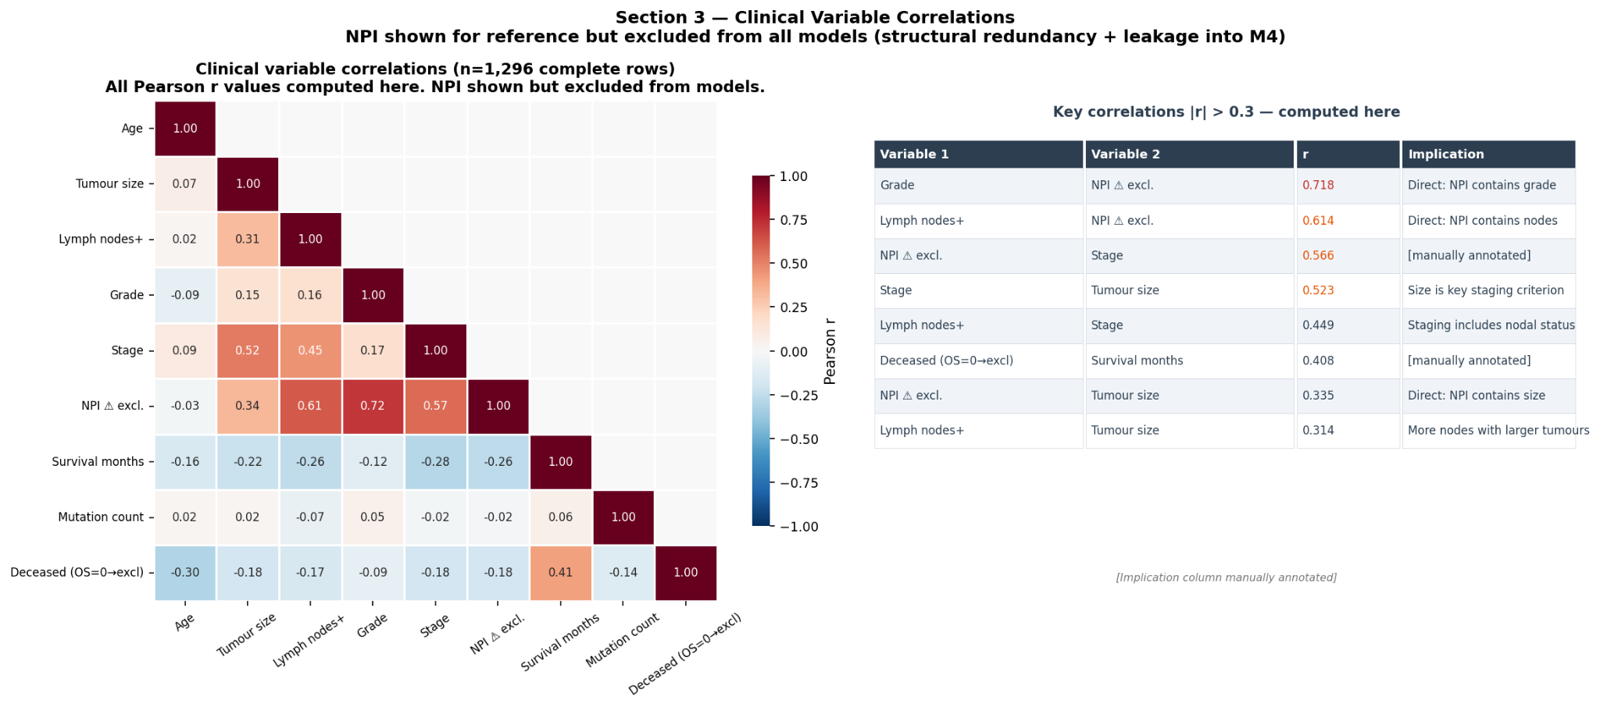 Section 3 — Clinical Variable Correlations
NPI shown for reference but excluded from all models (structural redundancy + leakage into M4)
Clinical variable correlations (n=1,296 complete rows)
All Pearson r values computed here. NPI shown but excluded from models.
Age 1.00
Tumour size 0.07 1.00
Lymph nodes+ 0.02 0.31 1.00
Grade -0.09 0.15 0.16 1.00
Stage 0.09 0.52 0.45 0.17 1.00
NPI ⚠ excl. -0.03 0.34 0.61 0.72 0.57 1.00
Survival months -0.16 -0.22 -0.26 -0.12 -0.28 -0.26 1.00
Mutation count 0.02 0.02 -0.07 0.05 -0.02 -0.02 0.06 1.00
Deceased (OS=0→excl) -0.30 -0.18 -0.17 -0.09 -0.18 -0.18 0.41 -0.14 1.00
Age
Tumour size
Lymph nodes+
Grade
Stage
NPI ⚠ excl.
Survival months
Mutation count
Deceased (OS=0→excl)
1.00
0.75
0.50
0.25
0.00
−0.25
−0.50
−0.75
−1.00
Pearson r
Key correlations |r| > 0.3 — computed here
Variable 1 Variable 2 r Implication
Grade NPI ⚠ excl. 0.718 Direct: NPI contains grade
Lymph nodes+ NPI ⚠ excl. 0.614 Direct: NPI contains nodes
NPI ⚠ excl. Stage 0.566 [manually annotated]
Stage Tumour size 0.523 Size is key staging criterion
Lymph nodes+ Stage 0.449 Staging includes nodal status
Deceased (OS=0→excl) Survival months 0.408 [manually annotated]
NPI ⚠ excl. Tumour size 0.335 Direct: NPI contains size
Lymph nodes+ Tumour size 0.314 More nodes with larger tumours
[Implication column manually annotated]